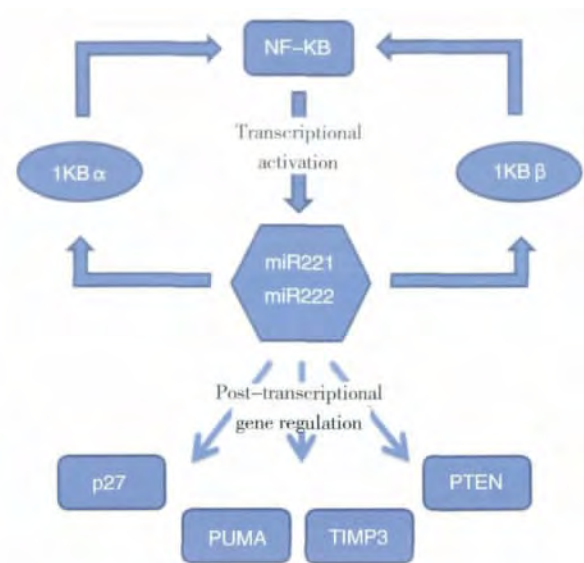 NF-KB
Transcriptional
activation
1KB α
1KB β
miR221
miR222
Post-transcriptional
gene regulation
p27
PTEN
PUMA
TIMP3